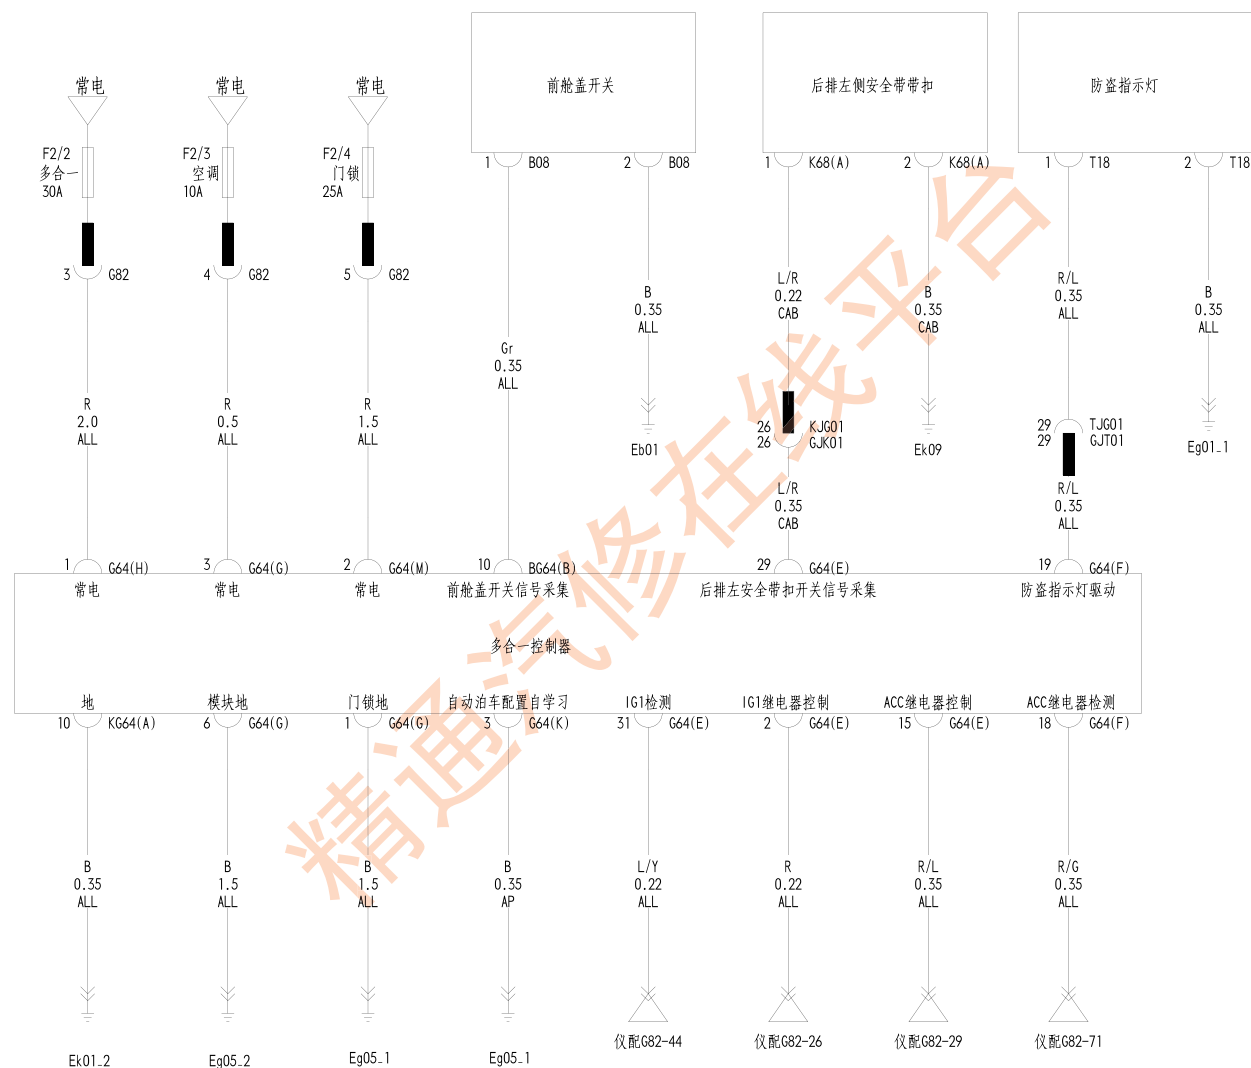 常电
常电
常电
前舱盖开关
后排左侧安全带带扣
防盗指示灯
F2/2
多合一
30A
F2/3
空调
10A
F2/4
门锁
25A
1
B08
2
B08
1
K68(A)
2
K68(A)
1
T18
2
T18
3
G82
4
G82
5
G82
B
0.35
ALL
L/R
0.22
CAB
B
0.35
CAB
R/L
0.35
ALL
B
0.35
ALL
Gr
0.35
ALL
R
2.0
ALL
R
0.5
ALL
R
1.5
ALL
Eb01
26
KJG01
26
GJK01
Ek09
29
TJG01
29
GJT01
Eg01_1
L/R
0.35
CAB
R/L
0.35
ALL
1
G64(H)
3
G64(G)
2
G64(M)
10
BG64(B)
29
G64(E)
19
G64(F)
常电
常电
常电
前舱盖开关信号采集
后排左安全带扣开关信号采集
防盗指示灯驱动
多合一控制器
地
模块地
门锁地
自动泊车配置自学习
IG1检测
IG1继电器控制
ACC继电器控制
ACC继电器检测
10
KG64(A)
6
G64(G)
1
G64(G)
3
G64(K)
31
G64(E)
2
G64(E)
15
G64(E)
18
G64(F)
B
0.35
ALL
B
1.5
ALL
B
1.5
ALL
B
0.35
AP
L/Y
0.22
ALL
R
0.22
ALL
R/L
0.35
ALL
R/G
0.35
ALL
Ek01_2
Eg05_2
Eg05_1
Eg05_1
仪配G82-44
仪配G82-26
仪配G82-29
仪配G82-71
精通汽修在线平台